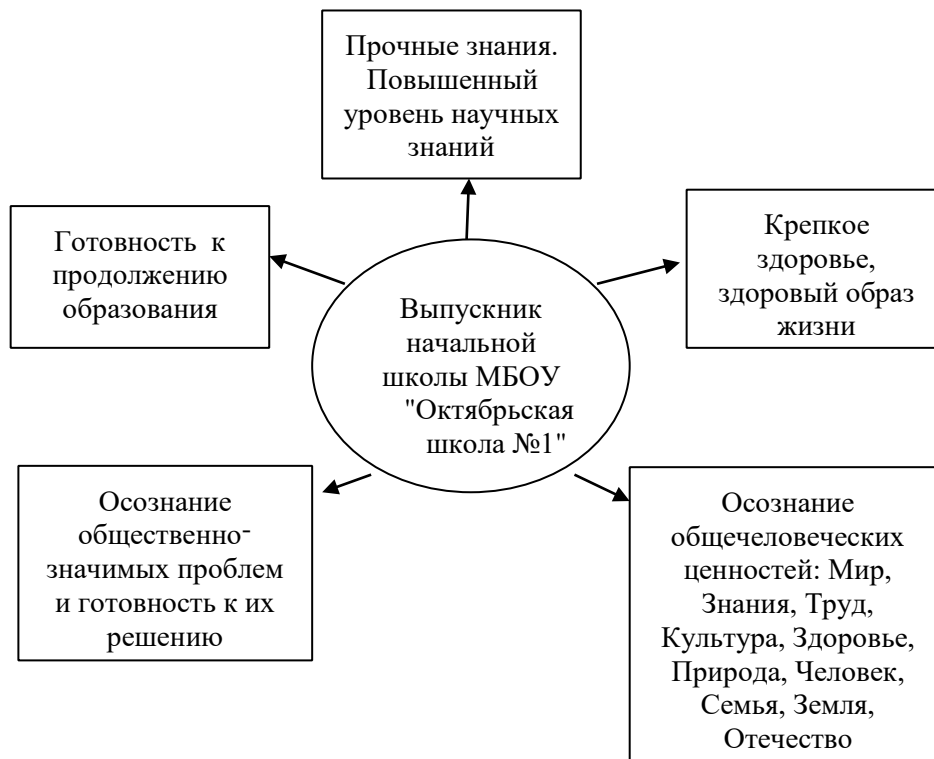 Прочные знания.
Повышенный
уровень научных
знаний
Готовность к
продолжению
образования
Крепкое
здоровье,
здоровый образ
жизни
Выпускник
начальной
школы МБОУ
"Октябрьская
школа №1"
Осознание
общественно-
значимых проблем
и готовность к их
решению
Осознание
общечеловеческих
ценностей: Мир,
Знания, Труд,
Культура, Здоровье,
Природа, Человек,
Семья, Земля,
Отечество